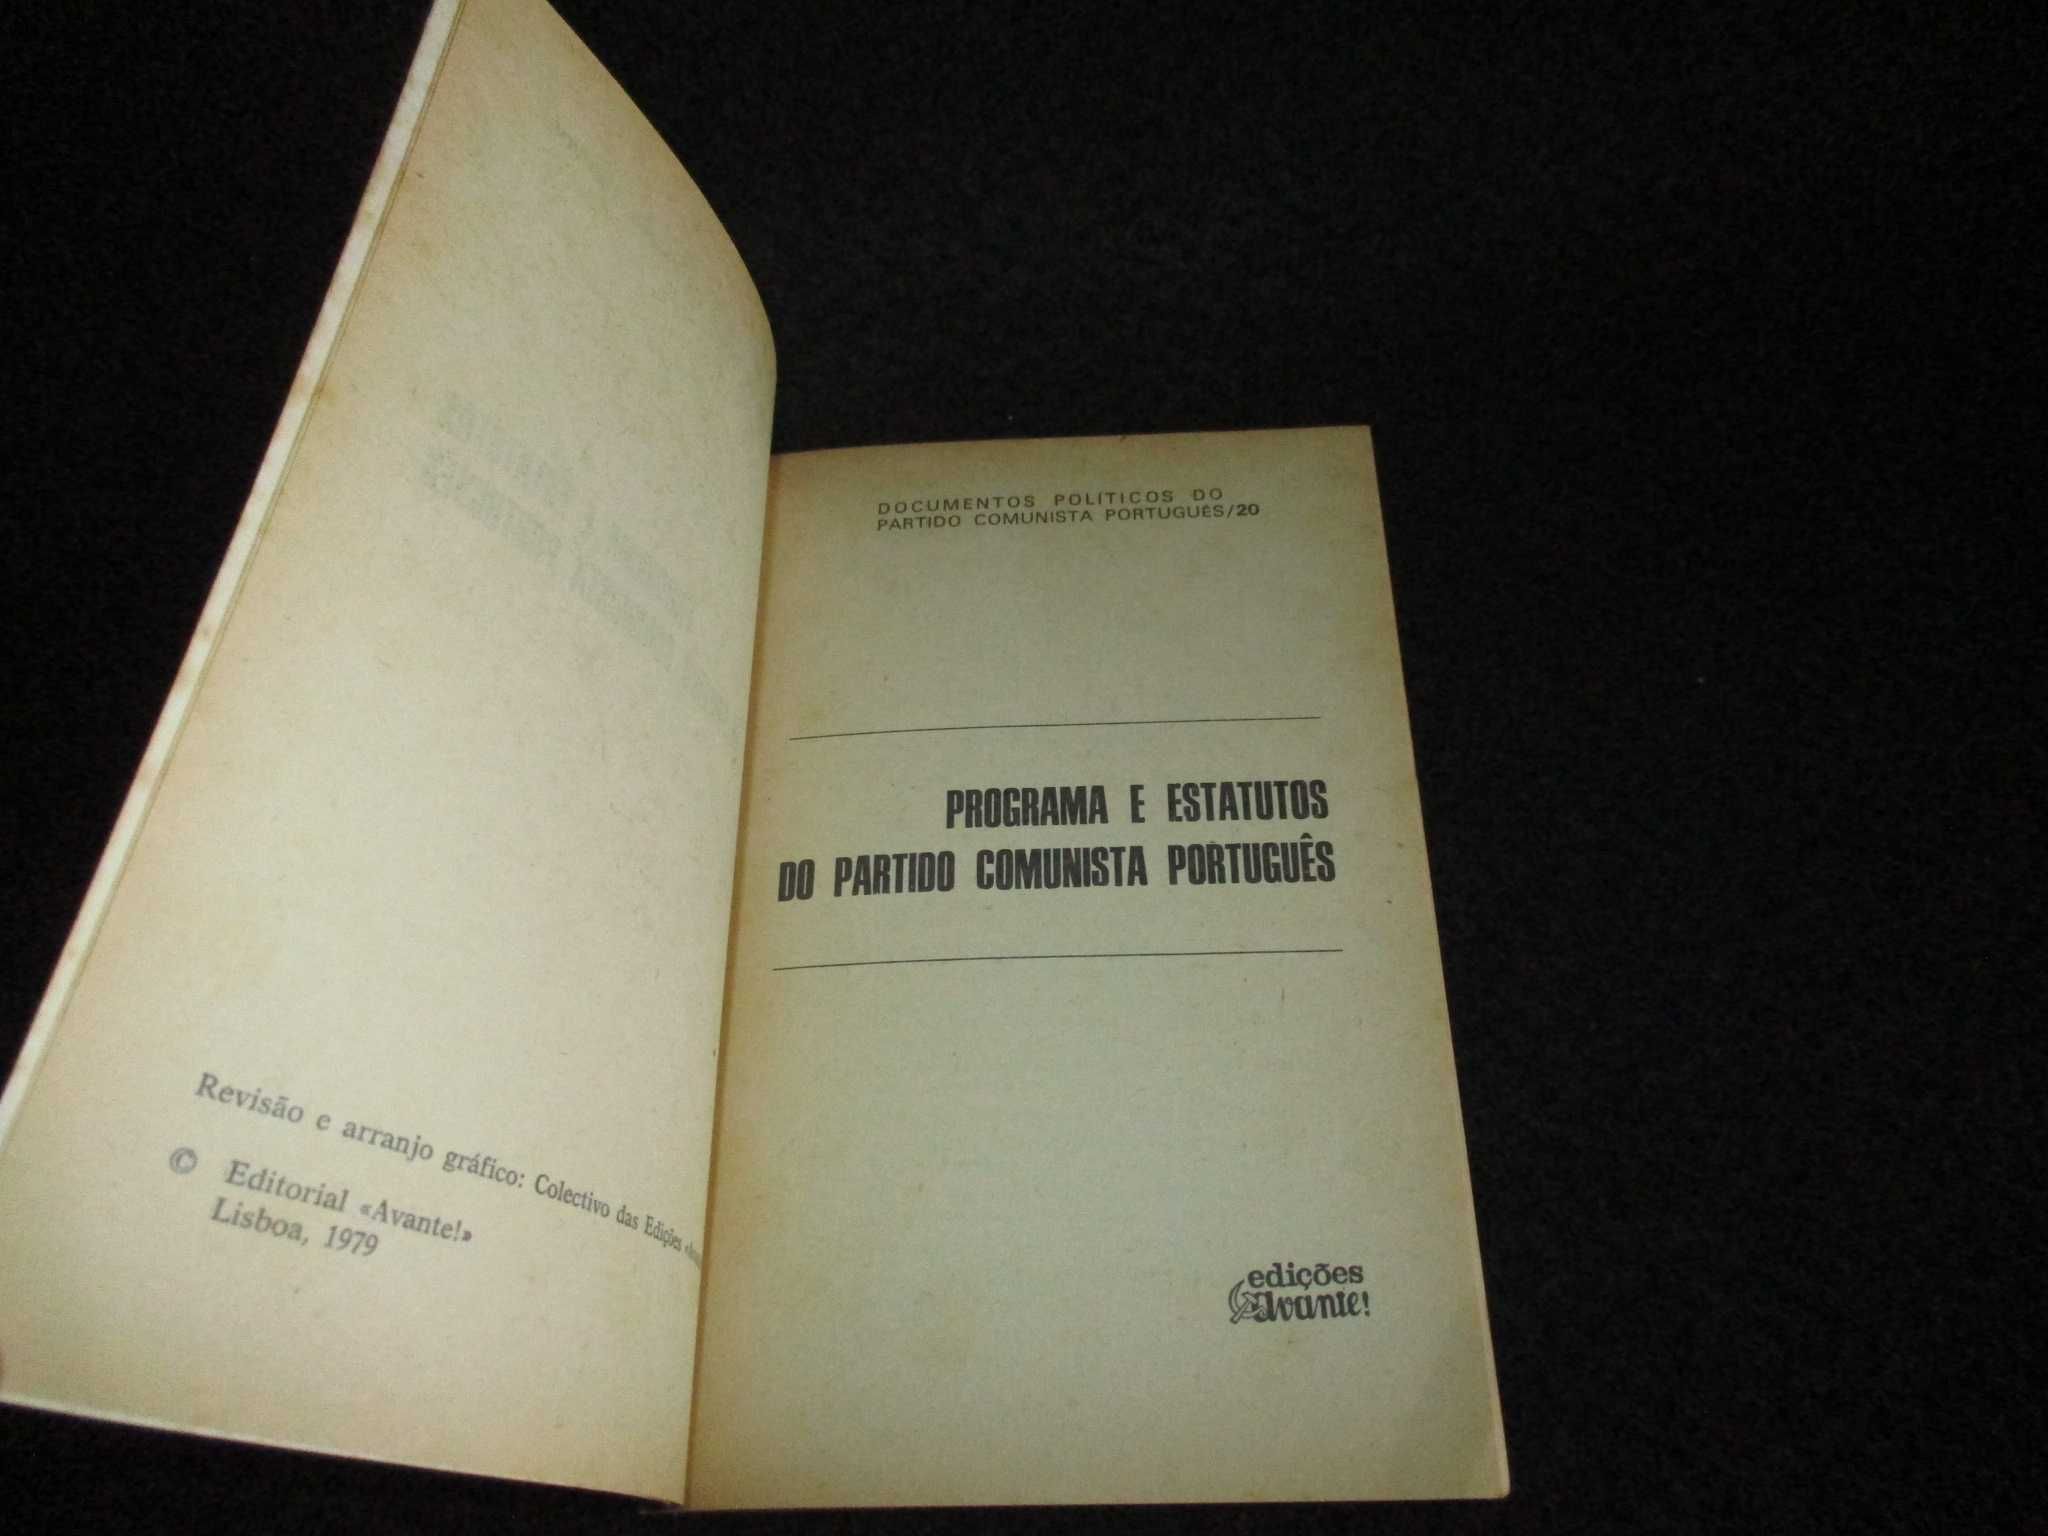 Revisão e arranjo gráfico: Colectivo das Edições
© Editorial «Avante!»
Lisboa, 1979
DOCUMENTOS POLÍTICOS DO
PARTIDO COMUNISTA PORTUGUÊS/20
PROGRAMA E ESTATUTOS
DO PARTIDO COMUNISTA PORTUGUÊS
edições
avante!